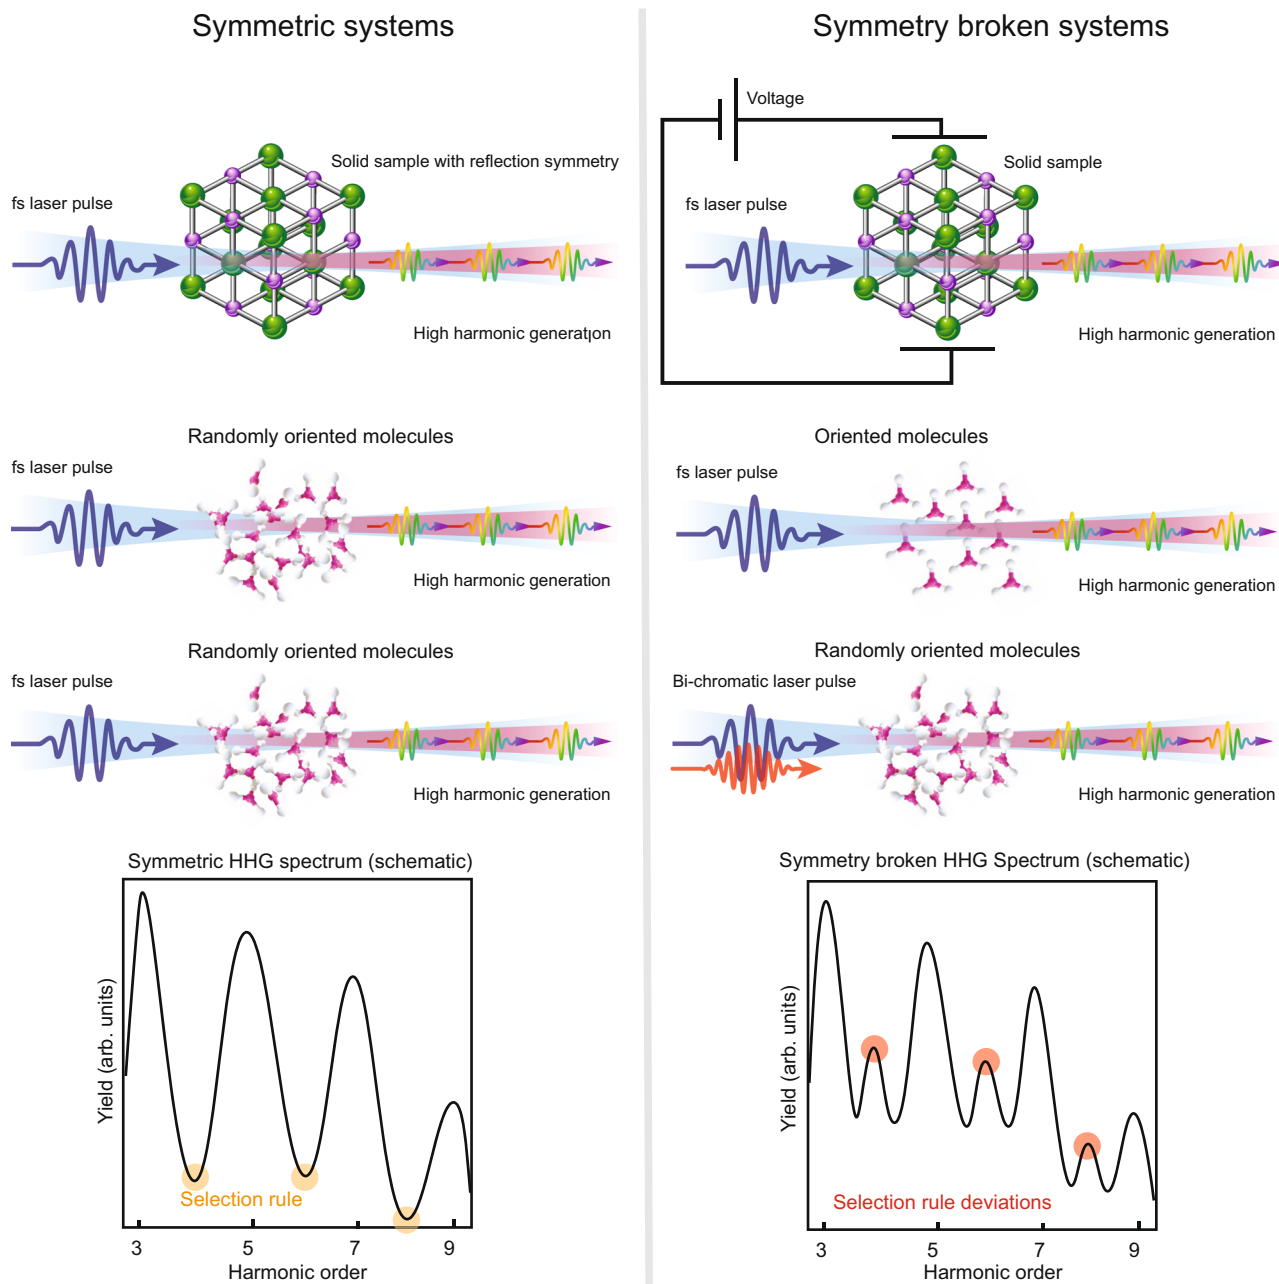 Symmetric systems
Solid sample with reflection symmetry
fs laser pulse
High harmonic generation
Randomly oriented molecules
fs laser pulse
High harmonic generation
Randomly oriented molecules
fs laser pulse
High harmonic generation
Symmetric HHG spectrum (schematic)
Yield (arb. units)
Selection rule
3 5 7 9
Harmonic order
Symmetry broken systems
Voltage
Solid sample
fs laser pulse
High harmonic generation
Oriented molecules
fs laser pulse
High harmonic generation
Randomly oriented molecules
Bi-chromatic laser pulse
High harmonic generation
Symmetry broken HHG Spectrum (schematic)
Yield (arb. units)
Selection rule deviations
3 5 7 9
Harmonic order